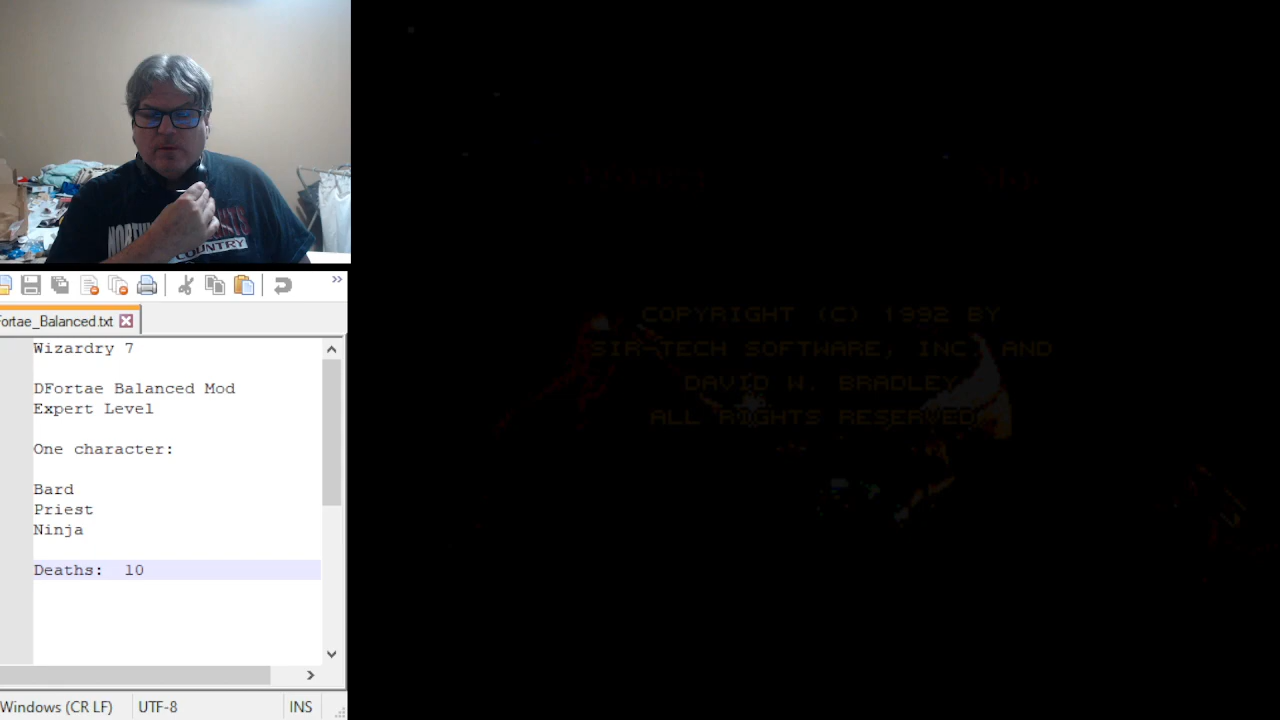 COUNTRY
ortae_Balanced.txt
Wizardry 7
DFortae Balanced Mod
Expert Level
One character:
Bard
Priest
Ninja
Deaths:  10
Windows (CR LF)
UTF-8
INS
COPYRIGHT (C) 1992 BY
SIR-TECH SOFTWARE, INC. AND
DAVID W. BRADLEY
ALL RIGHTS RESERVED